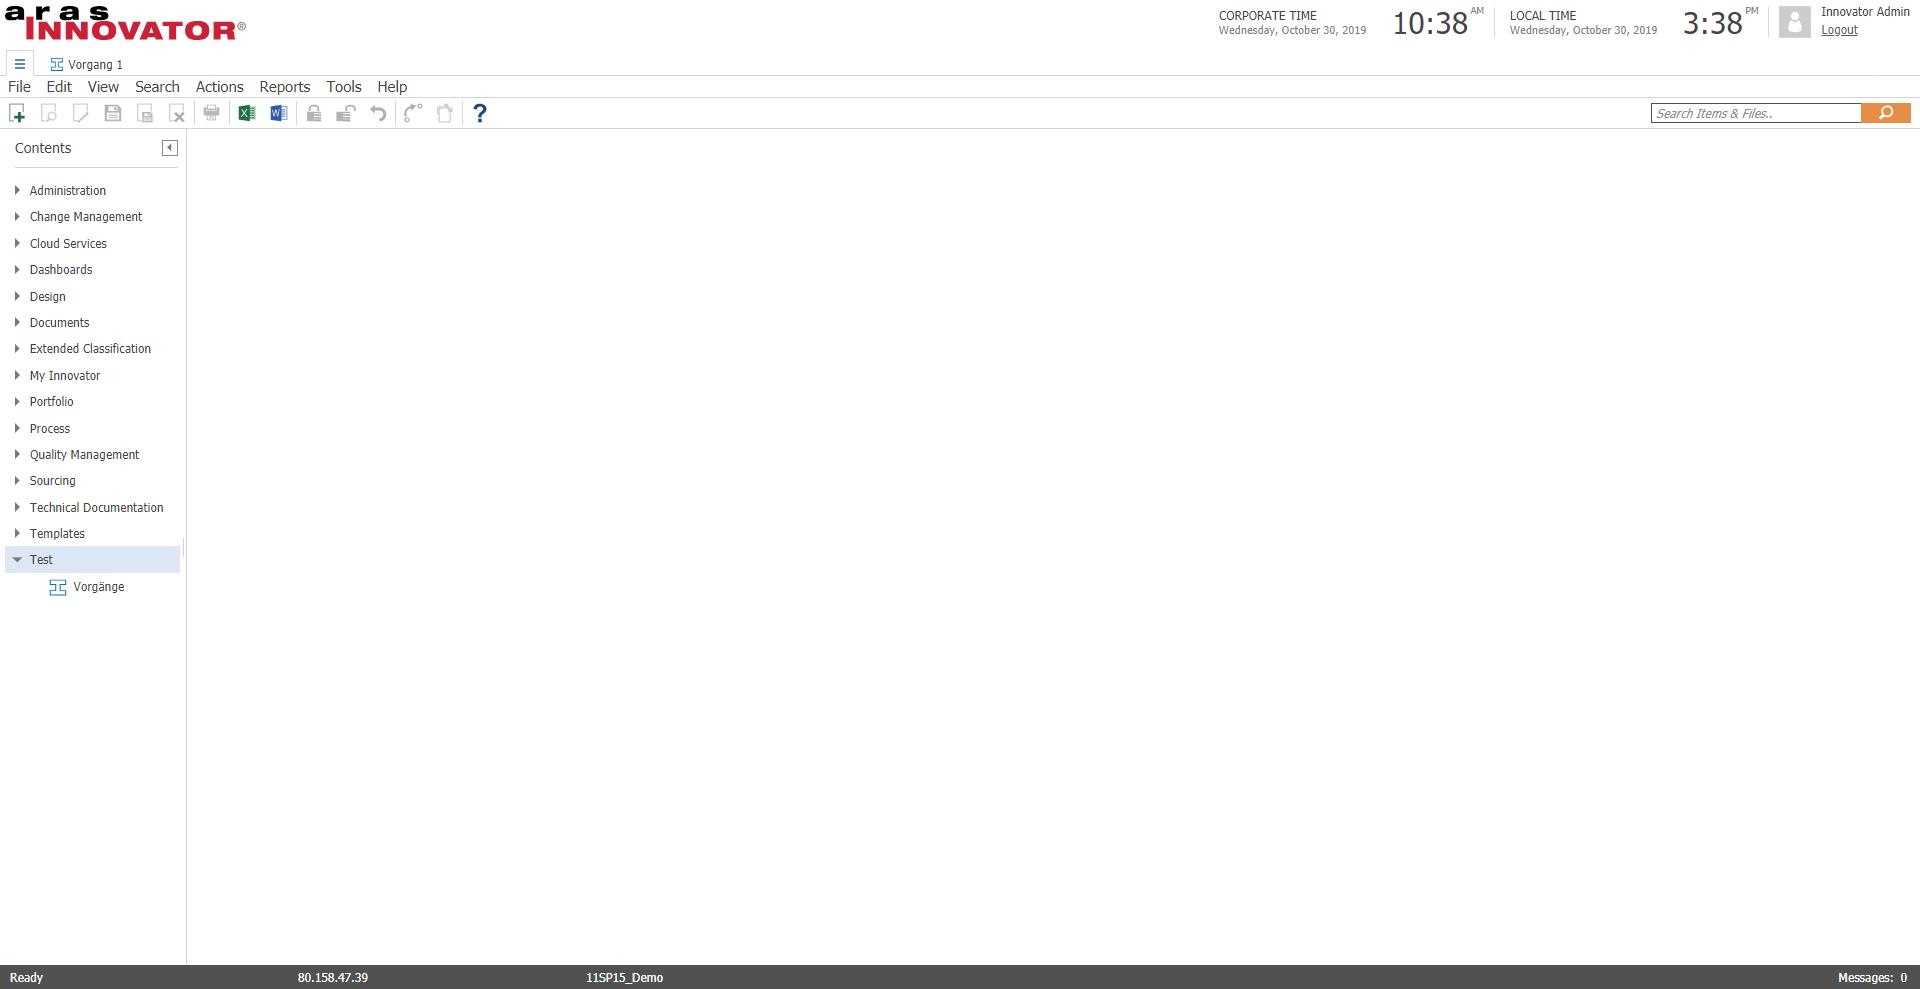 aras
INNOVATOR®
CORPORATE TIME
Wednesday, October 30, 2019
10:38 AM
LOCAL TIME
Wednesday, October 30, 2019
3:38 PM
Innovator Admin
Logout
Vorgang 1
File Edit View Search Actions Reports Tools Help
Search Items & Files..
Contents
Administration
Change Management
Cloud Services
Dashboards
Design
Documents
Extended Classification
My Innovator
Portfolio
Process
Quality Management
Sourcing
Technical Documentation
Templates
Test
Vorgänge
Ready 80.158.47.39 11SP15_Demo Messages: 0